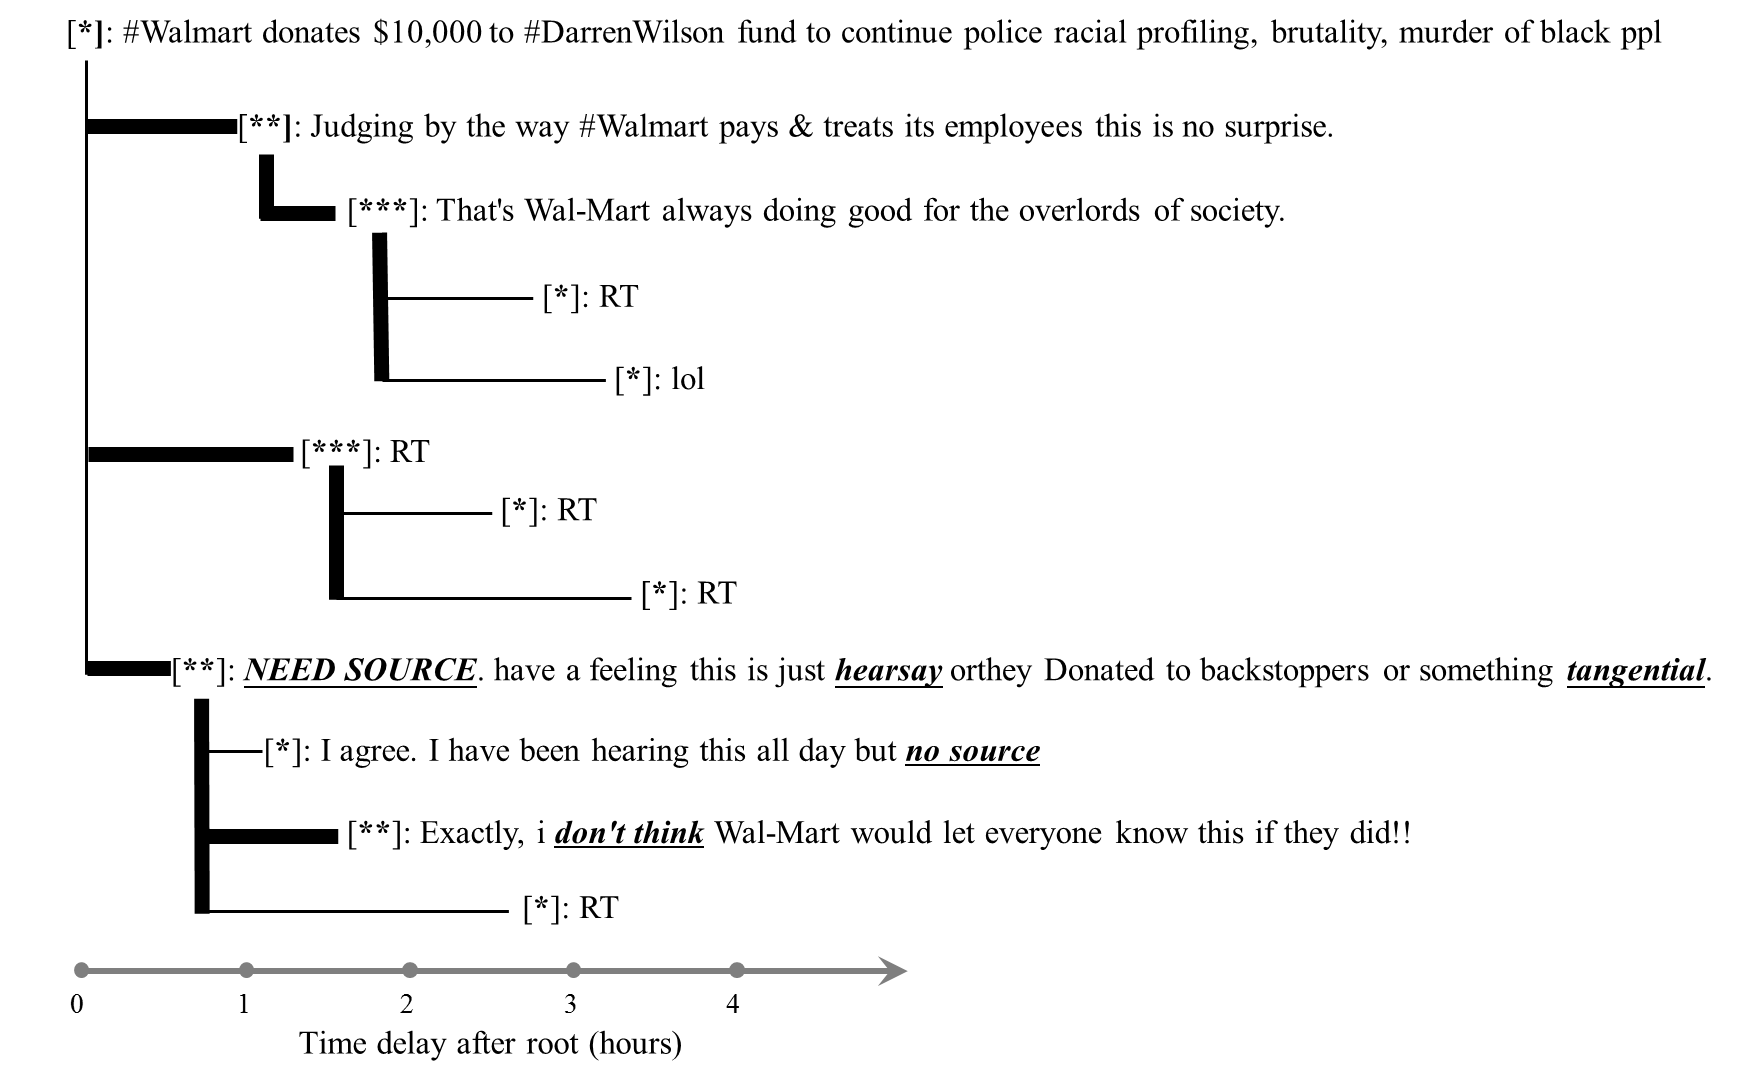 [*]: #Walmart donates $10,000 to #DarrenWilson fund to continue police racial profiling, brutality, murder of black ppl
[**]: Judging by the way #Walmart pays & treats its employees this is no surprise.
[***]: That's Wal-Mart always doing good for the overlords of society.
[*]: RT
[*]: lol
[***]: RT
[*]: RT
[*]: RT
[**]: NEED SOURCE. have a feeling this is just hearsay orthey Donated to backstoppers or something tangential.
[*]: I agree. I have been hearing this all day but no source
[**]: Exactly, i don't think Wal-Mart would let everyone know this if they did!!
[*]: RT
0 1 2 3 4
Time delay after root (hours)